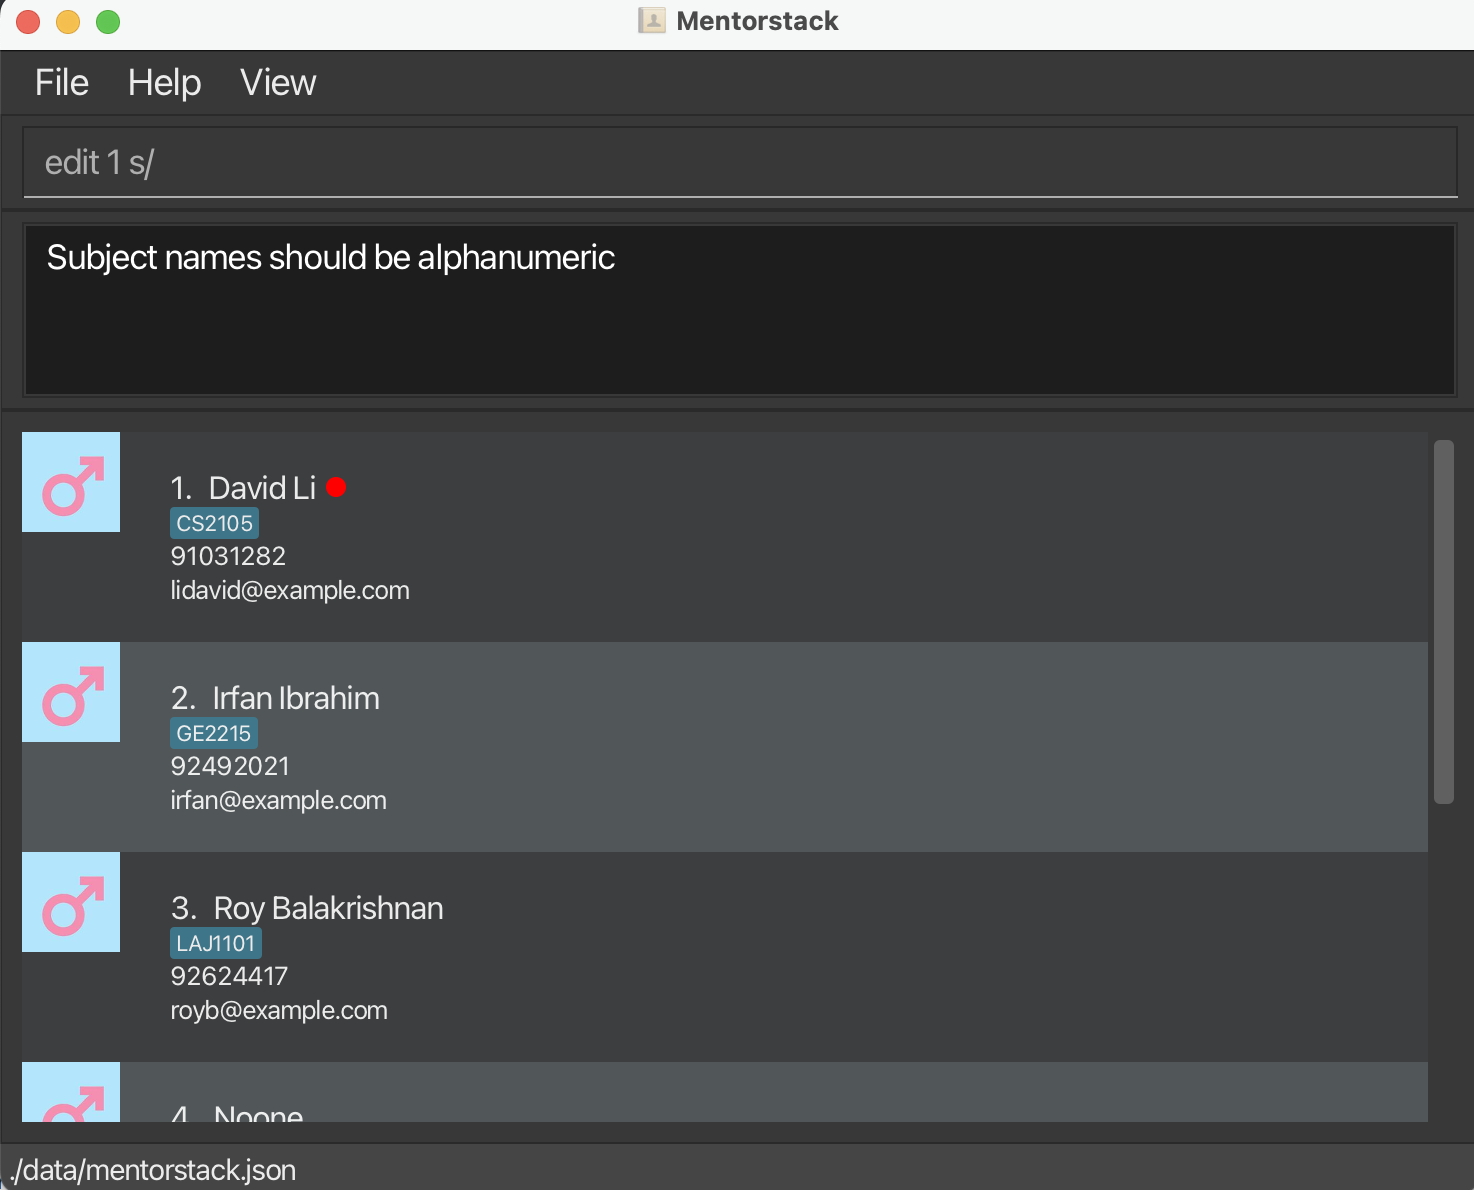 Mentorstack
File Help View
edit 1 s/
Subject names should be alphanumeric
1. David Li
CS2105
91031282
lidavid@example.com
2. Irfan Ibrahim
GE2215
92492021
irfan@example.com
3. Roy Balakrishnan
LAJ1101
92624417
royb@example.com
4. Noone
./data/mentorstack.json